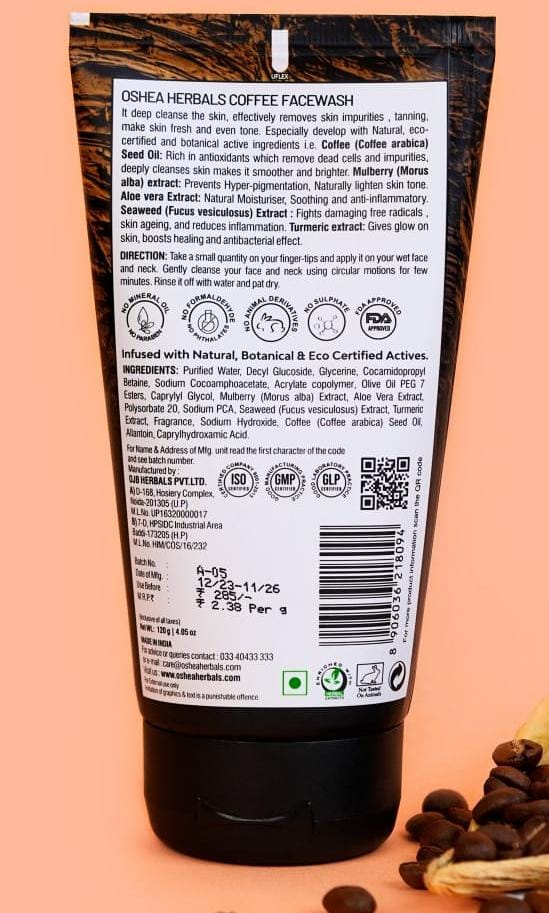 UFLEX
OSHEA HERBALS COFFEE FACEWASH
It deep cleanse the skin, effectively removes skin impurities , tanning,
make skin fresh and even tone. Especially develop with Natural, eco-
certified and botanical active ingredients i.e. Coffee (Coffee arabica)
Seed Oil: Rich in antioxidants which remove dead cells and impurities,
deeply cleanses skin makes it smoother and brighter. Mulberry (Morus
alba) extract: Prevents Hyper-pigmentation, Naturally lighten skin tone.
Aloe vera Extract: Natural Moisturiser, Soothing and anti-inflammatory.
Seaweed (Fucus vesiculosus) Extract : Fights damaging free radicals ,
skin ageing, and reduces inflammation. Turmeric extract: Gives glow on
skin, boosts healing and antibacterial effect.
DIRECTION: Take a small quantity on your finger-tips and apply it on your wet face
and neck. Gently cleanse your face and neck using circular motions for few
minutes. Rinse it off with water and pat dry.
NO MINERAL OIL NO PARABEN
NO FORMALDEHYDE NO PHTHALATES
NO ANIMAL DERIVATIVES
NO SULPHATE
FDA APPROVED FDA APPROVED
Infused with Natural, Botanical & Eco Certified Actives.
INGREDIENTS: Purified Water, Decyl Glucoside, Glycerine, Cocamidopropyl
Betaine, Sodium Cocoamphoacetate, Acrylate copolymer, Olive Oil PEG 7
Esters, Caprylyl Glycol, Mulberry (Morus alba) Extract, Aloe Vera Extract,
Polysorbate 20, Sodium PCA, Seaweed (Fucus vesiculosus) Extract, Turmeric
Extract, Fragrance, Sodium Hydroxide, Coffee (Coffee arabica) Seed Oil,
Allantoin, Caprylhydroxamic Acid.
For Name & Address of Mfg. unit read the first character of the code
and see batch number.
Manufactured by :
OJB HERBALS PVT.LTD.
A) D-168, Hosiery Complex,
Noida-201305 (U.P)
M.L.No. UP16320000017
B) 7-D, HPSIDC Industrial Area
Baddi-173205 (H.P)
M.L.No. HIM/COS/16/232
ISO CERTIFIED
GOOD MANUFACTURING PRACTICE GMP CERTIFIED
GOOD LABORATORY PRACTICE GLP CERTIFIED
For more product information scan the QR code
8 906036 218094
Batch No. : A-05
Date of Mfg. : 12/23-11/26
Use Before :
M.R.P.₹ : ₹ 285/-
₹ 2.38 Per g
(Inclusive of all taxes)
Net Wt.: 120 g | 4.05 oz
MADE IN INDIA
For advice or queries contact : 033 40433 333
or e-mail : care@osheaherbals.com
Visit us : www.osheaherbals.com
For External use only
Imitation of graphics & text is a punishable offence
ENRICHED WITH HERBAL EXTRACTS
Not Tested
On Animals